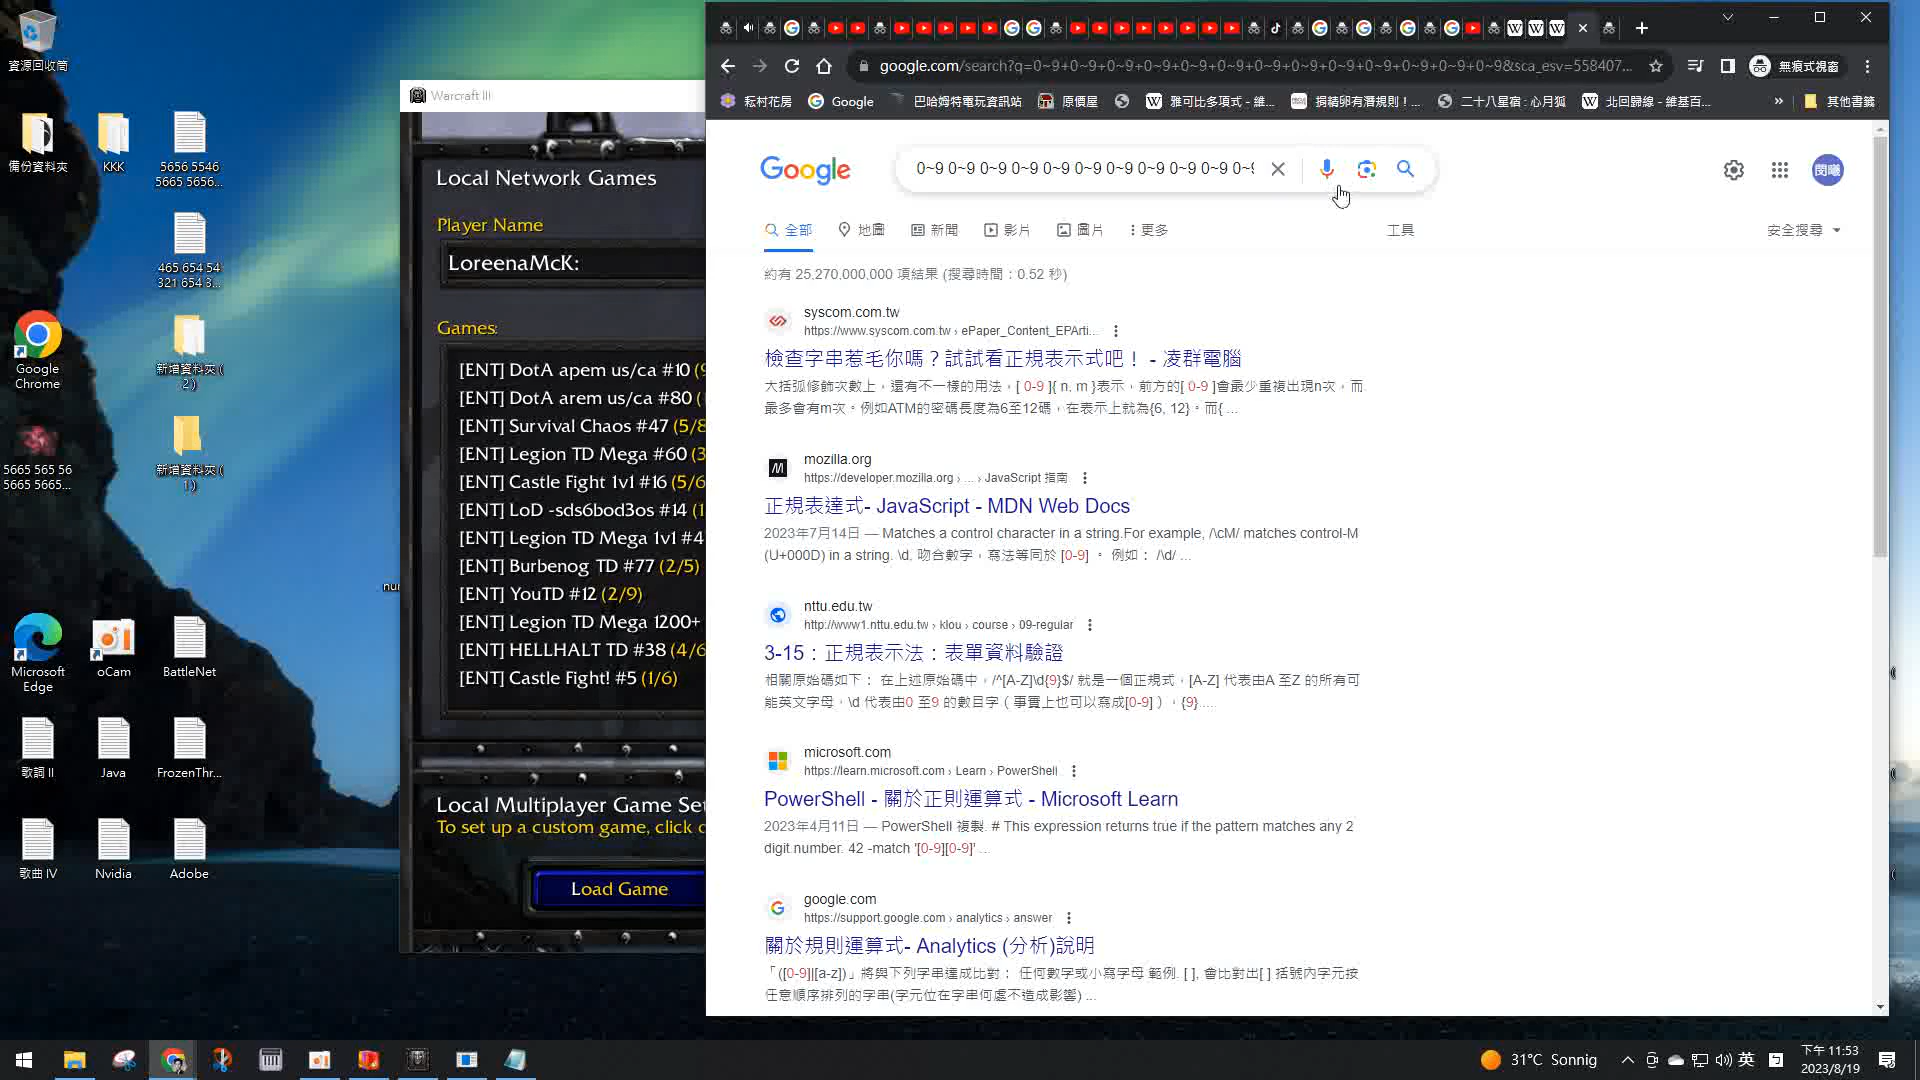 資源回收筒
備份資料夾
KKK
5656 5546
5665 5656...
465 654 54
321 654 3...
Google
Chrome
新增資料夾 (
2 )
5665 565 56
5665 5665...
新增資料夾 (
1 )
Microsoft
Edge
oCam
BattleNet
歌詞 II
Java
FrozenThr...
歌曲 IV
Nvidia
Adobe
Warcraft III
Local Network Games
Player Name
LoreenaMcK:
Games:
[ENT] DotA apem us/ca #10
[ENT] DotA arem us/ca #80 (
[ENT] Survival Chaos #47 (5/8
[ENT] Legion TD Mega #60 (3
[ENT] Castle Fight 1v1 #16 (5/6
[ENT] LoD -sds6bod3os #14 (1
[ENT] Legion TD Mega 1v1 #4
[ENT] Burbenog TD #77 (2/5)
[ENT] YouTD #12 (2/9)
[ENT] Legion TD Mega 1200+
[ENT] HELLHALT TD #38 (4/6
[ENT] Castle Fight! #5 (1/6)
Local Multiplayer Game Se
To set up a custom game, click
Load Game
google.com/search?q=0~9+0~9+0~9+0~9+0~9+0~9+0~9+0~9+0~9+0~9+0~9+0~9+0~9+0~9&sca_esv=558407...
無痕式視窗
耘村花房
Google
巴哈姆特電玩資訊站
原價屋
雅可比多項式 - 維...
捐結卵有潛規則！...
二十八星宿 : 心月狐
北回歸線 - 維基百...
»
其他書籤
Google
0~9 0~9 0~9 0~9 0~9 0~9 0~9 0~9 0~9 0~9 0~9
閔曦
全部
地圖
新聞
影片
圖片
更多
工具
安全搜尋
約有 25,270,000,000 項結果 (搜尋時間：0.52 秒)
syscom.com.tw
https://www.syscom.com.tw › ePaper_Content_EPArti...
檢查字串惹毛你嗎？試試看正規表示式吧！ - 凌群電腦
大括弧修飾次數上，還有不一樣的用法，[ 0-9 ]{ n, m }表示，前方的[ 0-9 ]會最少重複出現n次，而
最多會有m次。例如ATM的密碼長度為6至12碼，在表示上就為{6, 12}。而{ ...
mozilla.org
https://developer.mozilla.org › ... › JavaScript 指南
正規表達式- JavaScript - MDN Web Docs
2023年7月14日 — Matches a control character in a string.For example, /\cM/ matches control-M
(U+000D) in a string. \d, 吻合數字，寫法等同於 [0-9] 。 例如： /\d/ ...
nttu.edu.tw
http://www1.nttu.edu.tw › klou › course › 09-regular
3-15：正規表示法：表單資料驗證
相關原始碼如下： 在上述原始碼中，/^[A-Z]\d{9}$/ 就是一個正規式，[A-Z] 代表由A 至Z 的所有可
能英文字母，\d 代表由0 至9 的數目字（事實上也可以寫成[0-9]），{9} ...
microsoft.com
https://learn.microsoft.com › Learn › PowerShell
PowerShell - 關於正則運算式 - Microsoft Learn
2023年4月11日 — PowerShell 複製. # This expression returns true if the pattern matches any 2
digit number. 42 -match '[0-9][0-9]' ...
google.com
https://support.google.com › analytics › answer
關於規則運算式- Analytics (分析)說明
「([0-9]|[a-z])」將與下列字串達成比對： 任何數字或小寫字母 範例. [ ], 會比對出[ ] 括號內字元按
任意順序排列的字串(字元位在字串何處不造成影響) ...
31°C Sonnig
英
下午 11:53
2023/8/19